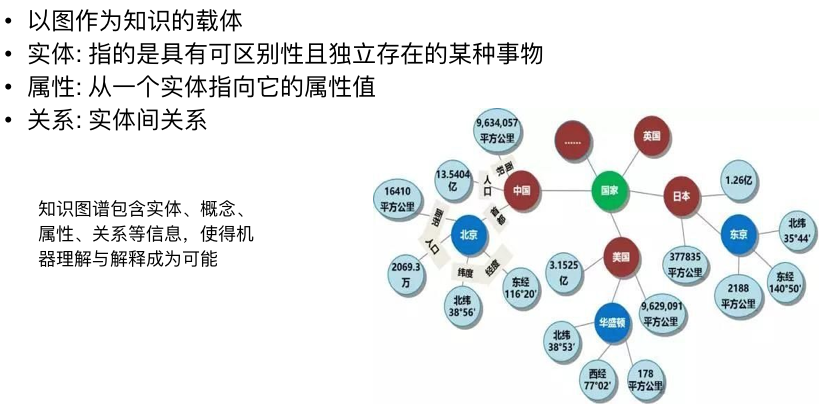 • 以图作为知识的载体
• 实体: 指的是具有可区别性且独立存在的某种事物
• 属性: 从一个实体指向它的属性值
• 关系: 实体间关系
知识图谱包含实体、概念、
属性、关系等信息，使得机
器理解与解释成为可能
9,634,057
平方公里
……
英国
面积
13.5404
亿
人口
中国
国家
日本
1.26亿
16410
平方公里
面积
首都
北京
东京
北纬
35°44'
人口
美国
377835
平方公里
2069.3
万
纬度
经度
3.1525
亿
东经
116°20'
2188
平方公里
东经
140°50'
北纬
38°56'
9,629,091
平方公里
华盛顿
北纬
38°53'
西经
77°02'
178
平方公里